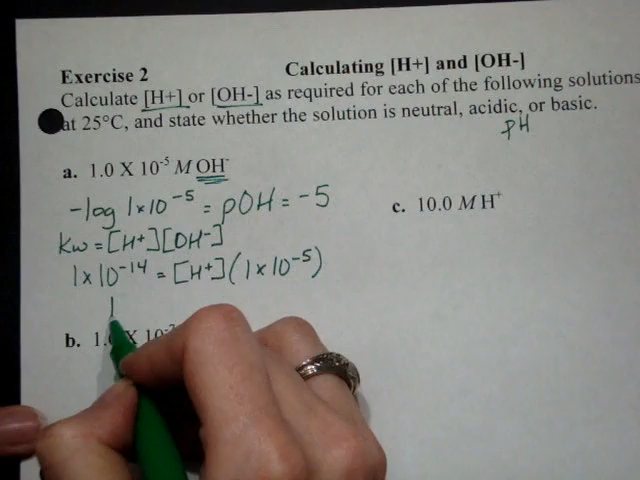 Exercise 2 Calculating [H+] and [OH-]
Calculate [H+] or [OH-] as required for each of the following solutions
at 25°C, and state whether the solution is neutral, acidic, or basic.
pH
a. 1.0 X 10⁻⁵ M OH⁻
-log 1x10⁻⁵ = pOH = -5
c. 10.0 M H⁺
Kw = [H+][OH-]
1x10⁻¹⁴ = [H+](1x10⁻⁵)
1
b.